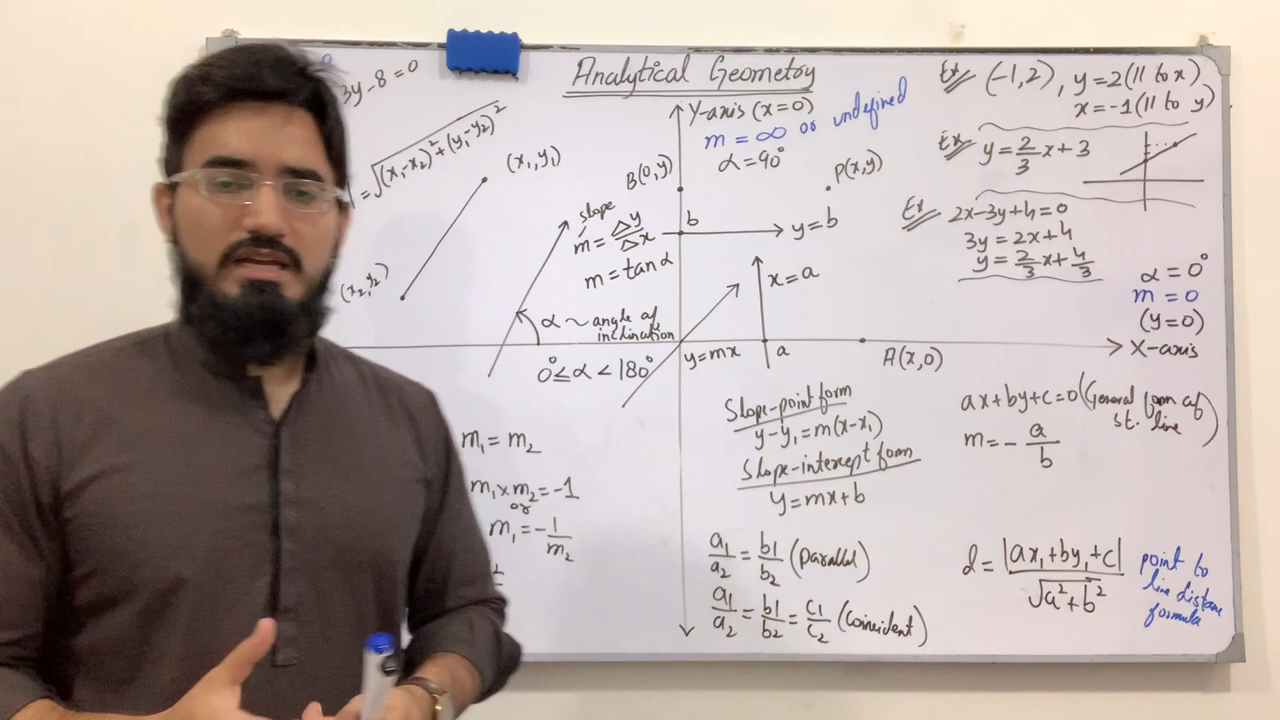 Analytical Geometry
3y-8=0
=√(x₁-x₂)²+(y₁-y₂)²
(x₁,y₁)
(x₂,y₂)
slope
m=Δy/Δx
m=tanα
α ~ angle of
inclination
0°≤α<180°
Y-axis (x=0)
m=∞ or undefined
α=90°
B(0,y)
P(x,y)
b
y=b
x=a
y=mx
a
A(x,0)
X-axis
Ex (-1,2), y=2(|| to x)
x=-1(|| to y)
Ex y=2/3x+3
Ex 2x-3y+4=0
3y=2x+4
y=2/3x+4/3
α=0°
m=0
(y=0)
m₁=m₂
m₁×m₂=-1
or
m₁=-1/m₂
Slope-point form
y-y₁=m(x-x₁)
Slope-intercept form
y=mx+b
a₁/a₂=b₁/b₂ (Parallel)
a₁/a₂=b₁/b₂=c₁/c₂ (Coincident)
ax+by+c=0 (General form of
st. line)
m=-a/b
d=|ax₁+by₁+c|/√a²+b²
point to
line distance
formula